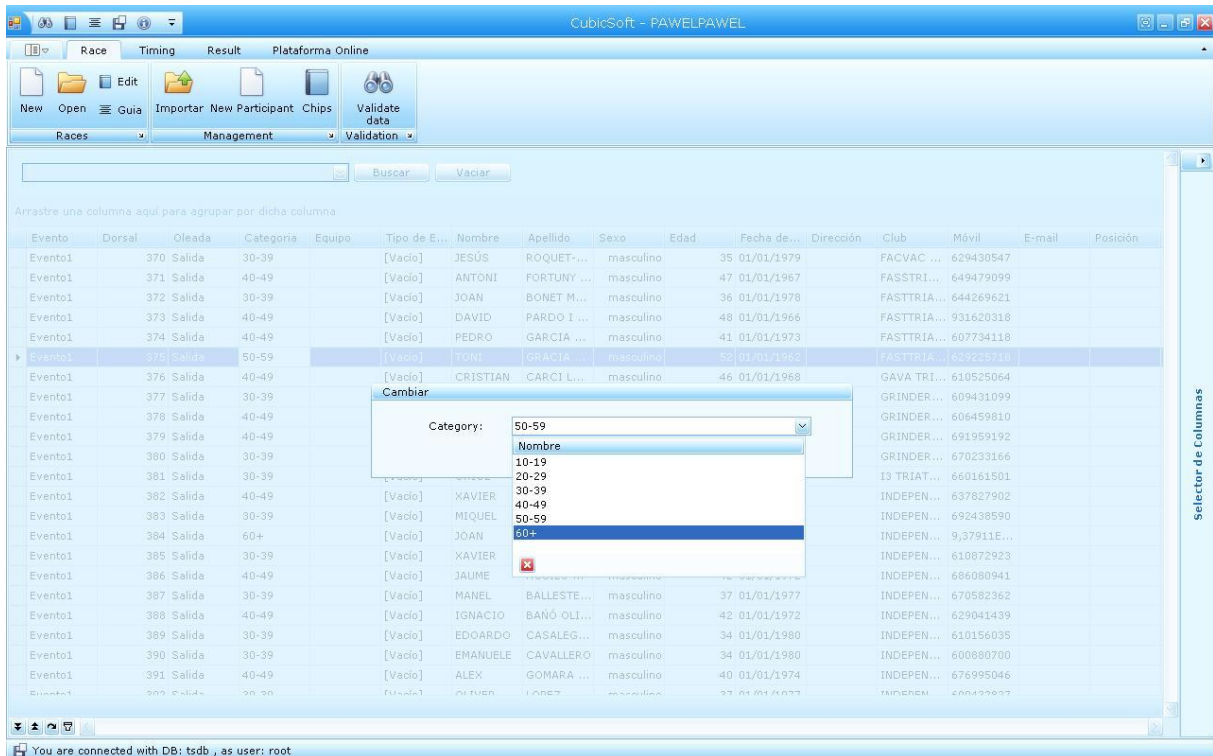 CubicSoft - PAWELPAWEL
Race Timing Result Plataforma Online
New Open Edit Guia Importar New Participant Chips Validate data
Races Management Validation
Buscar Vaciar
Arrastre una columna aquí para agrupar por dicha columna
Evento Dorsal Oleada Categoria Equipo Tipo de E... Nombre Apellido Sexo Edad Fecha de... Dirección Club Móvil E-mail Posición
Evento1 370 Salida 30-39 [Vacío] JESÚS ROQUET-... masculino 35 01/01/1979 FACVAC ... 629430547
Evento1 371 Salida 40-49 [Vacío] ANTONI FORTUNY ... masculino 47 01/01/1967 FASSTRI... 649479099
Evento1 372 Salida 30-39 [Vacío] JOAN BONET M... masculino 36 01/01/1978 FASTTRIA... 644269621
Evento1 373 Salida 40-49 [Vacío] DAVID PARDO I ... masculino 48 01/01/1966 FASTTRIA... 931620318
Evento1 374 Salida 40-49 [Vacío] PEDRO GARCIA ... masculino 41 01/01/1973 FASTTRIA... 607734118
Evento1 375 Salida 50-59 [Vacío] TONI GRACIA ... masculino 52 01/01/1962 FASTTRIA... 629225718
Evento1 376 Salida 40-49 [Vacío] CRISTIAN CARCI L... masculino 46 01/01/1968 GAVA TRI... 610525064
Evento1 377 Salida 30-39 GRINDER... 609431099
Evento1 378 Salida 40-49 GRINDER... 606459810
Evento1 379 Salida 40-49 GRINDER... 691959192
Evento1 380 Salida 30-39 GRINDER... 670233166
Evento1 381 Salida 30-39 I3 TRIAT... 660161501
Evento1 382 Salida 40-49 [Vacío] XAVIER INDEPEN... 637827902
Evento1 383 Salida 30-39 [Vacío] MIQUEL INDEPEN... 692438590
Evento1 384 Salida 60+ [Vacío] JOAN INDEPEN... 9,37911E...
Evento1 385 Salida 30-39 [Vacío] XAVIER INDEPEN... 610872923
Evento1 386 Salida 40-49 [Vacío] JAUME INDEPEN... 686080941
Evento1 387 Salida 30-39 [Vacío] MANEL BALLESTE... masculino 37 01/01/1977 INDEPEN... 670582362
Evento1 388 Salida 40-49 [Vacío] IGNACIO BAÑÓ OLI... masculino 42 01/01/1972 INDEPEN... 629041439
Evento1 389 Salida 30-39 [Vacío] EDOARDO CASALEG... masculino 34 01/01/1980 INDEPEN... 610156035
Evento1 390 Salida 30-39 [Vacío] EMANUELE CAVALLERO masculino 34 01/01/1980 INDEPEN... 600880700
Evento1 391 Salida 40-49 [Vacío] ALEX GOMARA ... masculino 40 01/01/1974 INDEPEN... 676995046
Cambiar
Category: 50-59
Nombre
10-19
20-29
30-39
40-49
50-59
60+
Selector de Columnas
You are connected with DB: tsdb , as user: root